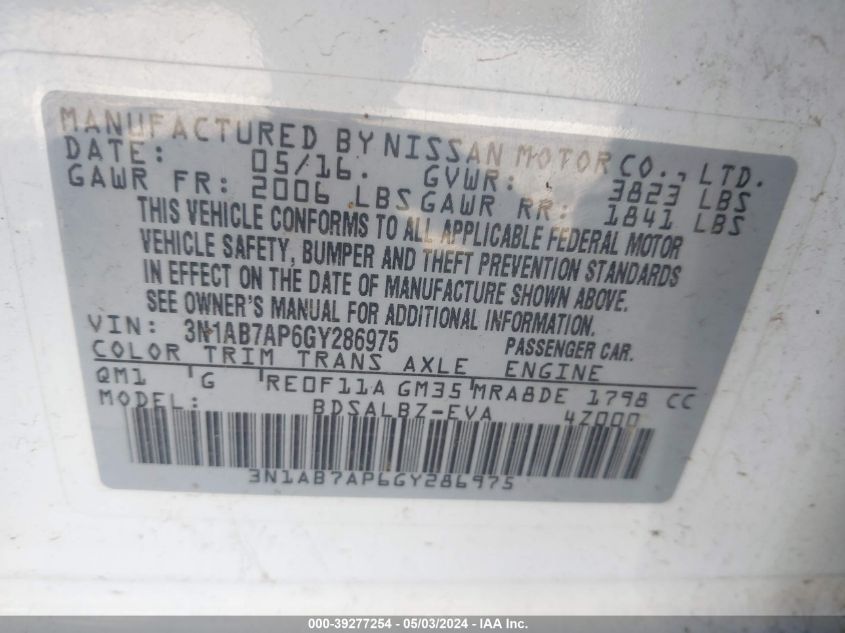 MANUFACTURED BY NISSAN MOTOR CO., LTD.
DATE: 05/16. GVWR: 3823 LBS
GAWR FR: 2006 LBS GAWR RR: 1841 LBS
THIS VEHICLE CONFORMS TO ALL APPLICABLE FEDERAL MOTOR
VEHICLE SAFETY, BUMPER AND THEFT PREVENTION STANDARDS
IN EFFECT ON THE DATE OF MANUFACTURE SHOWN ABOVE.
SEE OWNER'S MANUAL FOR ADDITIONAL INFORMATION.
VIN: 3N1AB7AP6GY286975 PASSENGER CAR.
COLOR TRIM TRANS AXLE ENGINE
QM1 G RE0F11A GM35 MRA8DE 1798 CC
MODEL: BDSALBZ-EVA 4Z000
3N1AB7AP6GY286975
000-39277254 - 05/03/2024 - IAA Inc.